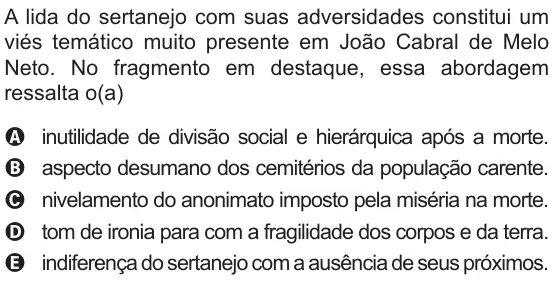 A lida do sertanejo com suas adversidades constitui um
viés temático muito presente em João Cabral de Melo
Neto. No fragmento em destaque, essa abordagem
ressalta o(a)
A inutilidade de divisão social e hierárquica após a morte.
B aspecto desumano dos cemitérios da população carente.
C nivelamento do anonimato imposto pela miséria na morte.
D tom de ironia para com a fragilidade dos corpos e da terra.
E indiferença do sertanejo com a ausência de seus próximos.